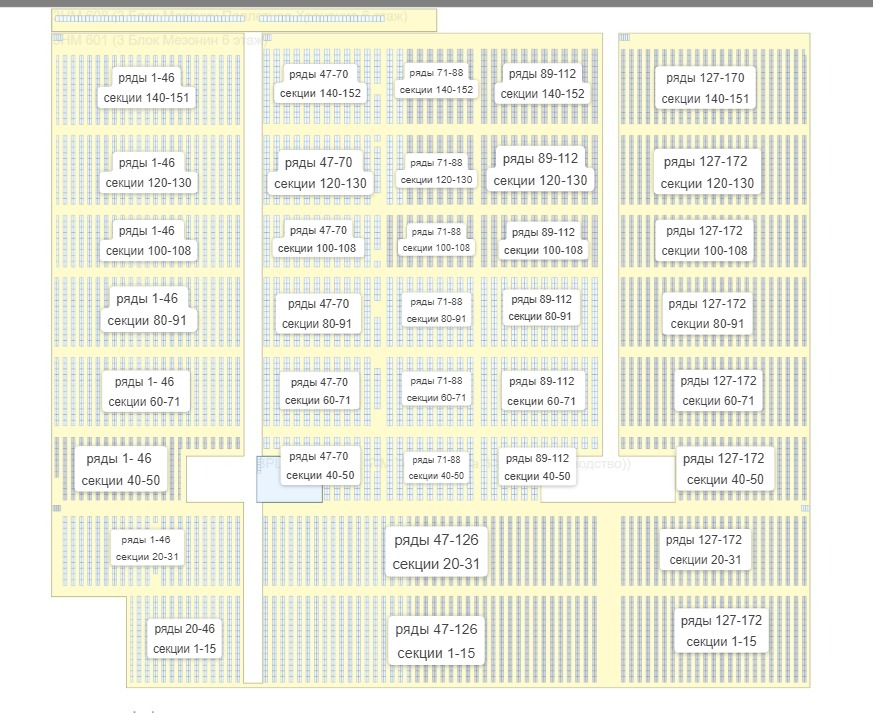 ЗНМ 601 (3 Блок Мезонин 6 этаж)
ряды 1-46
секции 140-151
ряды 47-70
секции 140-152
ряды 71-88
секции 140-152
ряды 89-112
секции 140-152
ряды 127-170
секции 140-151
ряды 1-46
секции 120-130
ряды 47-70
секции 120-130
ряды 71-88
секции 120-130
ряды 89-112
секции 120-130
ряды 127-172
секции 120-130
ряды 1-46
секции 100-108
ряды 47-70
секции 100-108
ряды 71-88
секции 100-108
ряды 89-112
секции 100-108
ряды 127-172
секции 100-108
ряды 1-46
секции 80-91
ряды 47-70
секции 80-91
ряды 71-88
секции 80-91
ряды 89-112
секции 80-91
ряды 127-172
секции 80-91
ряды 1- 46
секции 60-71
ряды 47-70
секции 60-71
ряды 71-88
секции 60-71
ряды 89-112
секции 60-71
ряды 127-172
секции 60-71
ряды 1- 46
секции 40-50
ряды 47-70
секции 40-50
ряды 71-88
секции 40-50
ряды 89-112
секции 40-50
ряды 127-172
секции 40-50
ряды 1-46
секции 20-31
ряды 47-126
секции 20-31
ряды 127-172
секции 20-31
ряды 20-46
секции 1-15
ряды 47-126
секции 1-15
ряды 127-172
секции 1-15